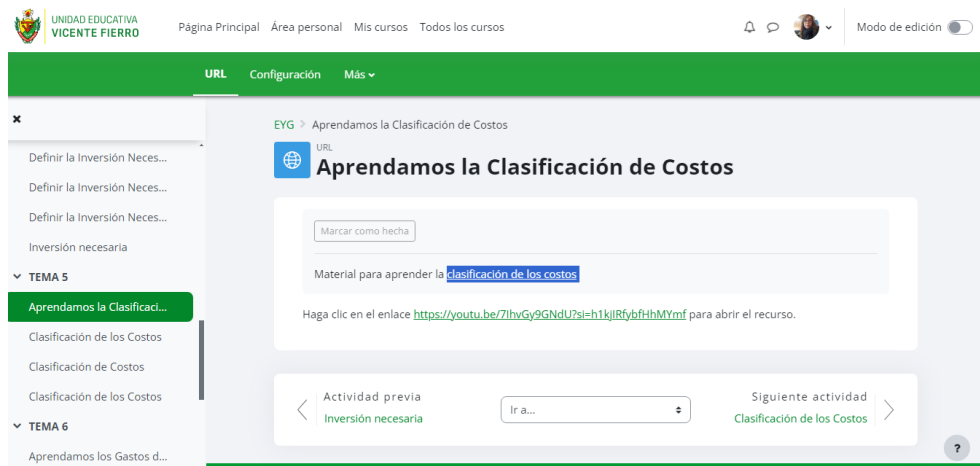 UNIDAD EDUCATIVA
VICENTE FIERRO
Página Principal Área personal Mis cursos Todos los cursos
Modo de edición
URL Configuración Más
Definir la Inversión Neces...
Definir la Inversión Neces...
Definir la Inversión Neces...
Inversión necesaria
TEMA 5
Aprendamos la Clasificaci...
Clasificación de los Costos
Clasificación de Costos
Clasificación de los Costos
TEMA 6
Aprendamos los Gastos d...
EYG > Aprendamos la Clasificación de Costos
URL
Aprendamos la Clasificación de Costos
Marcar como hecha
Material para aprender la clasificación de los costos
Haga clic en el enlace https://youtu.be/7IhvGy9GNdU?si=h1kjIRfybfHhMYmf para abrir el recurso.
Actividad previa
Inversión necesaria
Ir a...
Siguiente actividad
Clasificación de los Costos
?